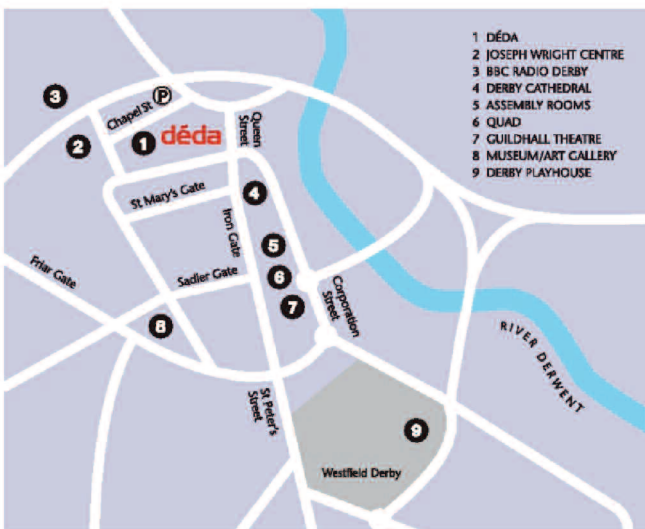 1 DÉDA
2 JOSEPH WRIGHT CENTRE
3 BBC RADIO DERBY
4 DERBY CATHEDRAL
5 ASSEMBLY ROOMS
6 QUAD
7 GUILDHALL THEATRE
8 MUSEUM/ART GALLERY
9 DERBY PLAYHOUSE
3
P
Chapel St
2
1
déda
Queen
Street
St Mary's Gate
4
Iron Gate
5
Friar Gate
Sadler Gate
6
7
Corporation
Street
8
RIVER DERWENT
St Peter's
Street
9
Westfield Derby